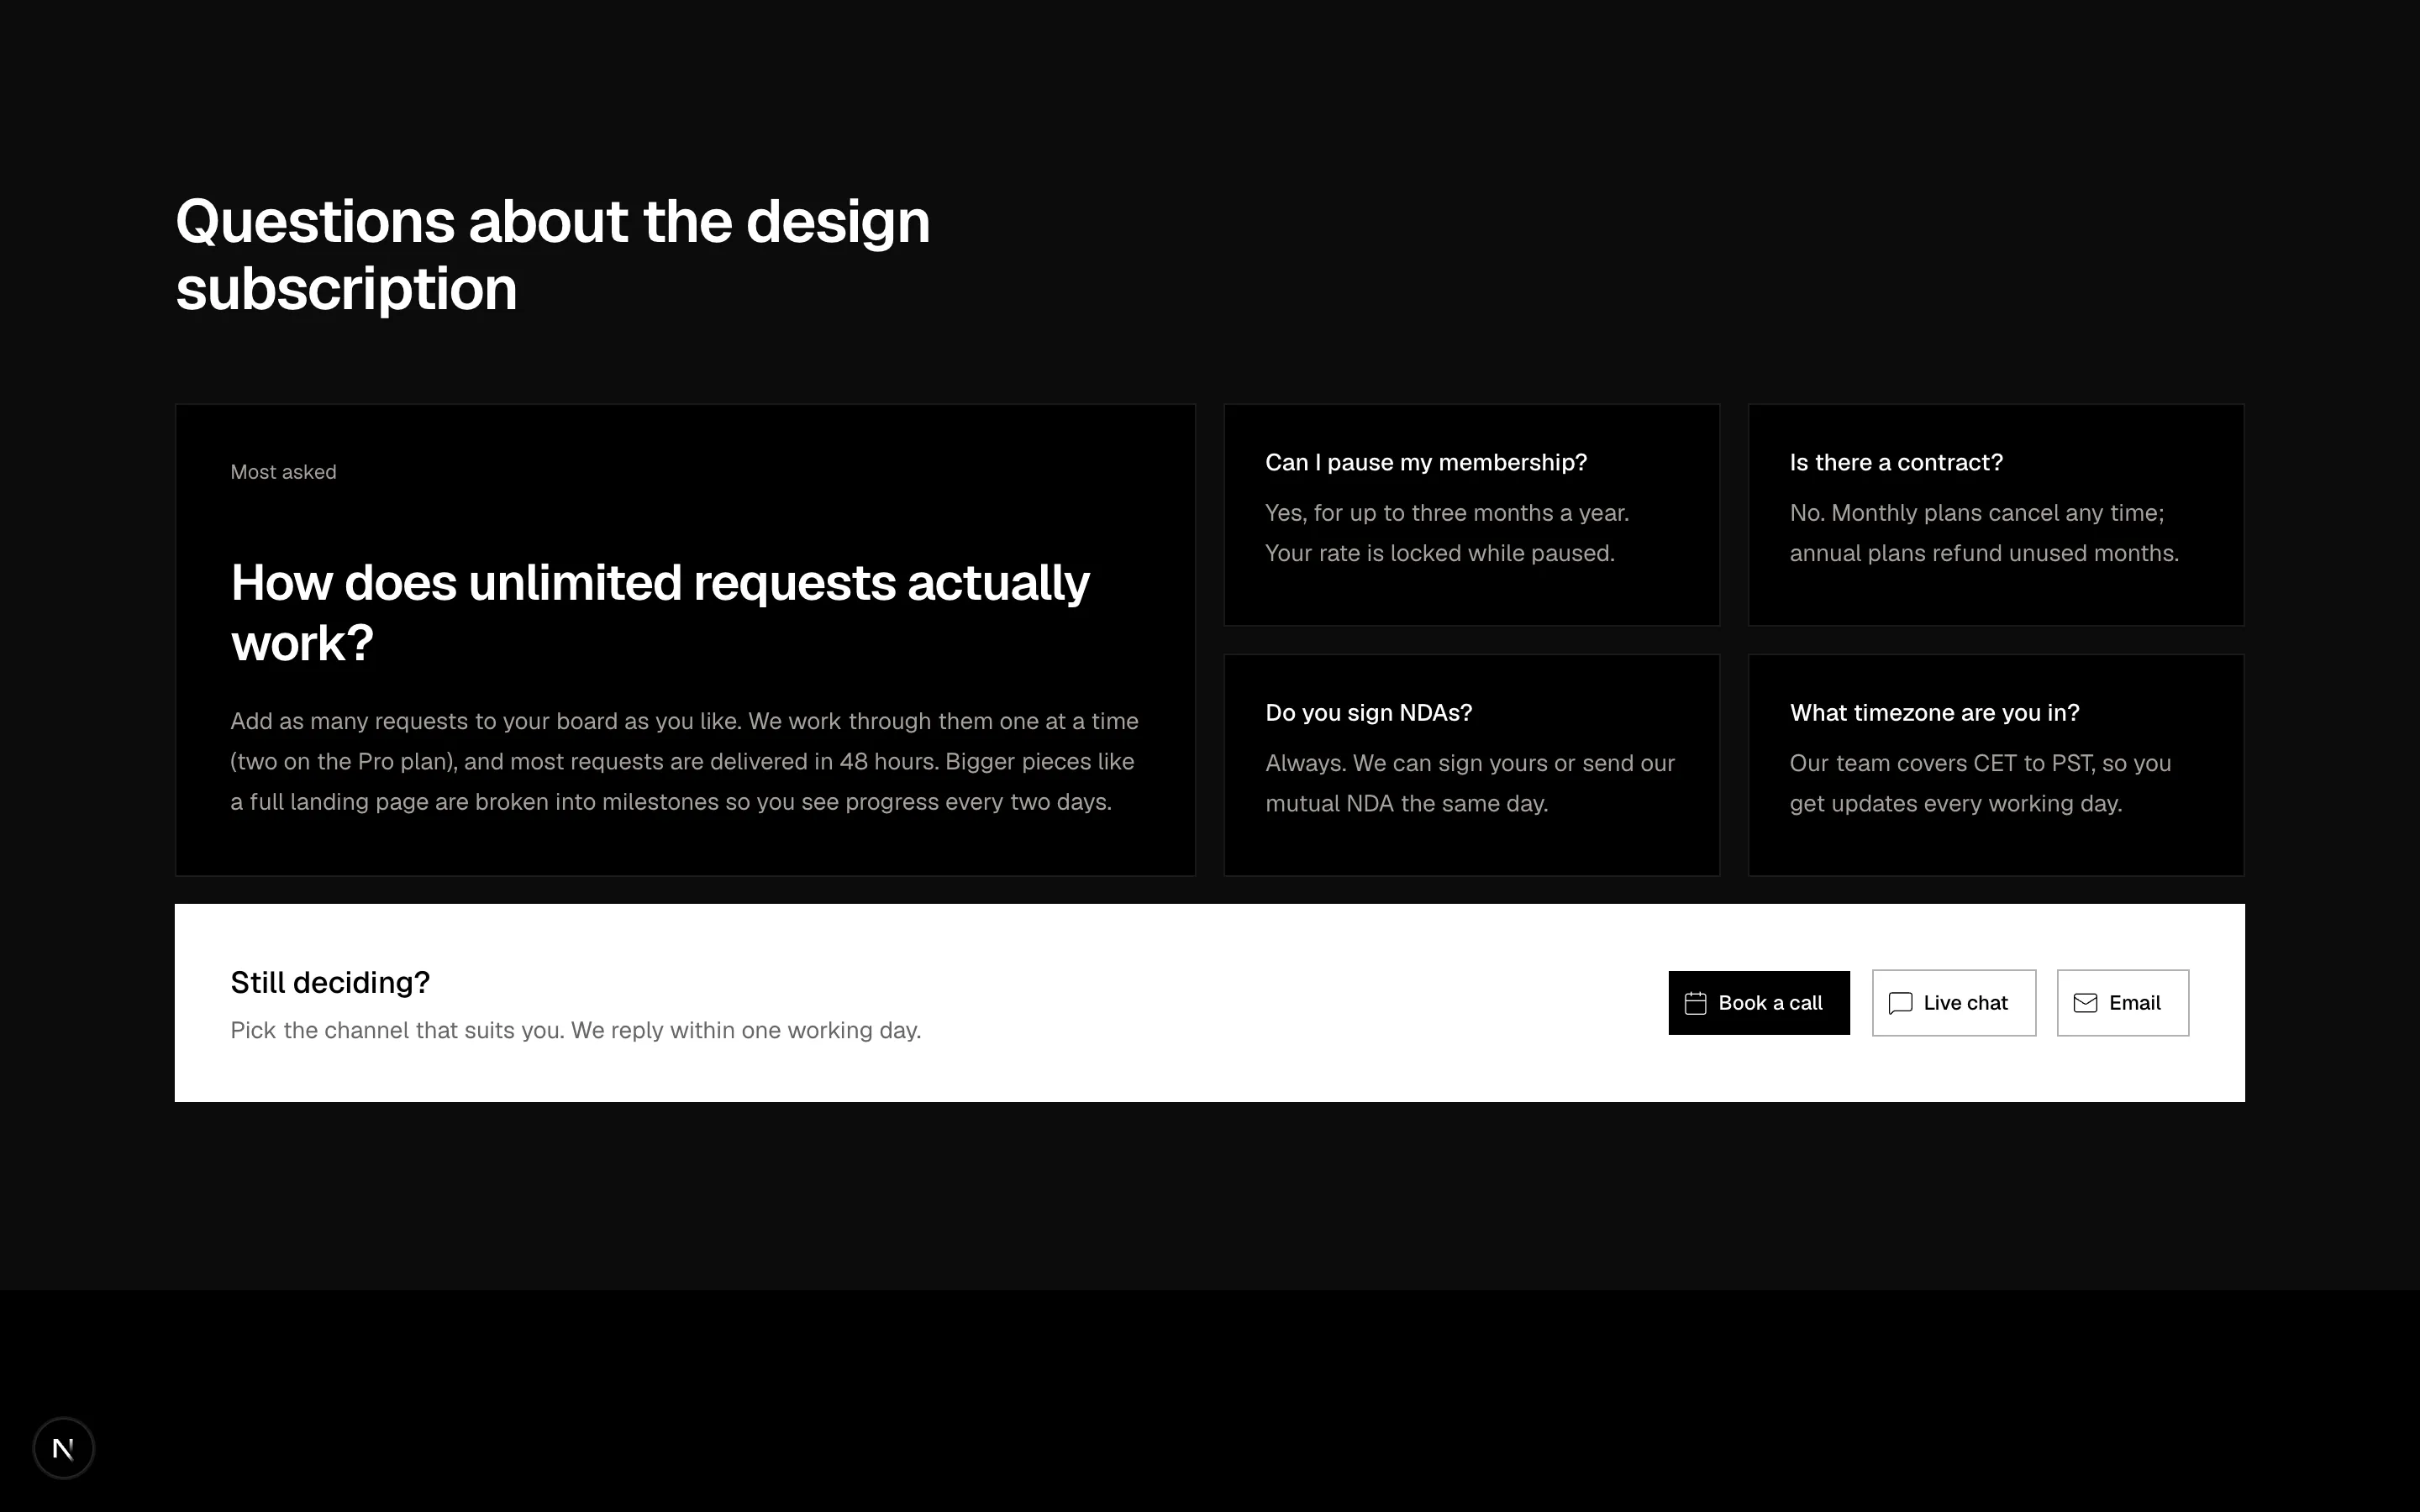 Questions about the design
subscription
Most asked
How does unlimited requests actually
work?
Add as many requests to your board as you like. We work through them one at a time
(two on the Pro plan), and most requests are delivered in 48 hours. Bigger pieces like
a full landing page are broken into milestones so you see progress every two days.
Can I pause my membership?
Yes, for up to three months a year.
Your rate is locked while paused.
Is there a contract?
No. Monthly plans cancel any time;
annual plans refund unused months.
Do you sign NDAs?
Always. We can sign yours or send our
mutual NDA the same day.
What timezone are you in?
Our team covers CET to PST, so you
get updates every working day.
Still deciding?
Pick the channel that suits you. We reply within one working day.
Book a call
Live chat
Email
N